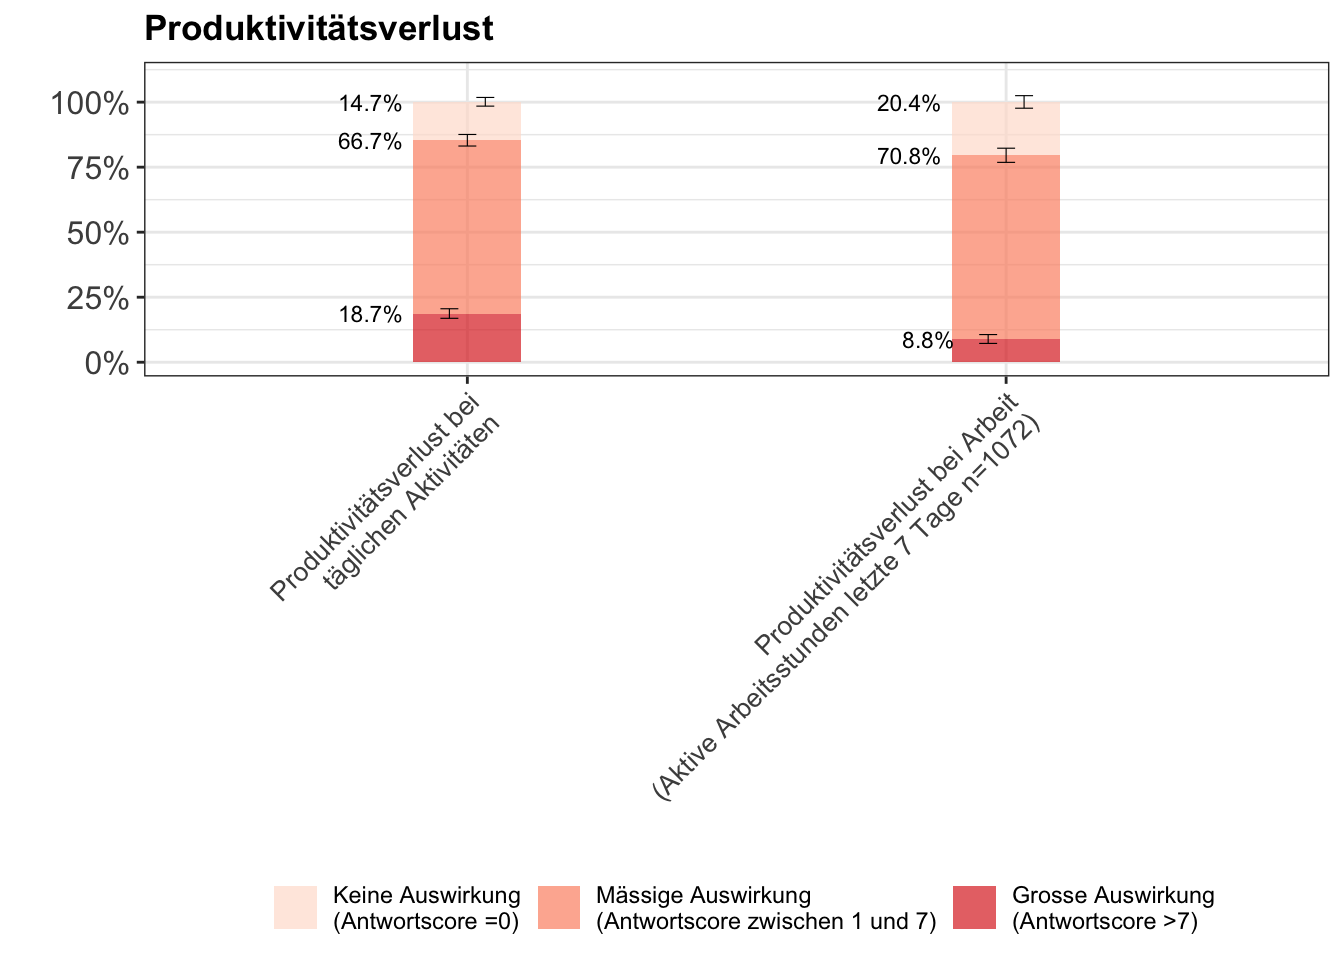 Produktivitätsverlust
100%
75%
50%
25%
0%
14.7%
66.7%
18.7%
20.4%
70.8%
8.8%
Produktivitätsverlust bei
täglichen Aktivitäten
Produktivitätsverlust bei Arbeit
(Aktive Arbeitsstunden letzte 7 Tage n=1072)
Keine Auswirkung
(Antwortscore =0)
Mässige Auswirkung
(Antwortscore zwischen 1 und 7)
Grosse Auswirkung
(Antwortscore >7)